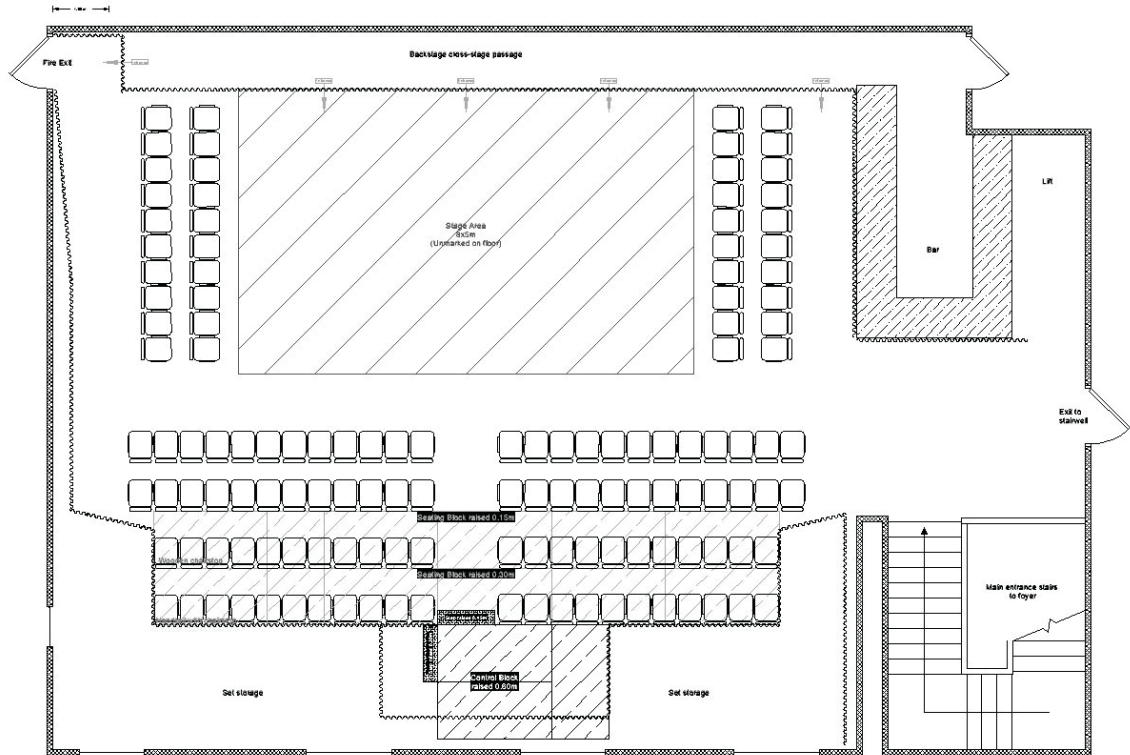 Backstage cross-stage passage
Fire Exit
Lift
Stage Area
8x5m
(Unmarked on floor)
Bar
Exit to
stairwell
Seating Block raised 0.15m
Seating Block raised 0.30m
Main entrance stairs
to foyer
Control Block
raised 0.60m
Set storage
Set storage